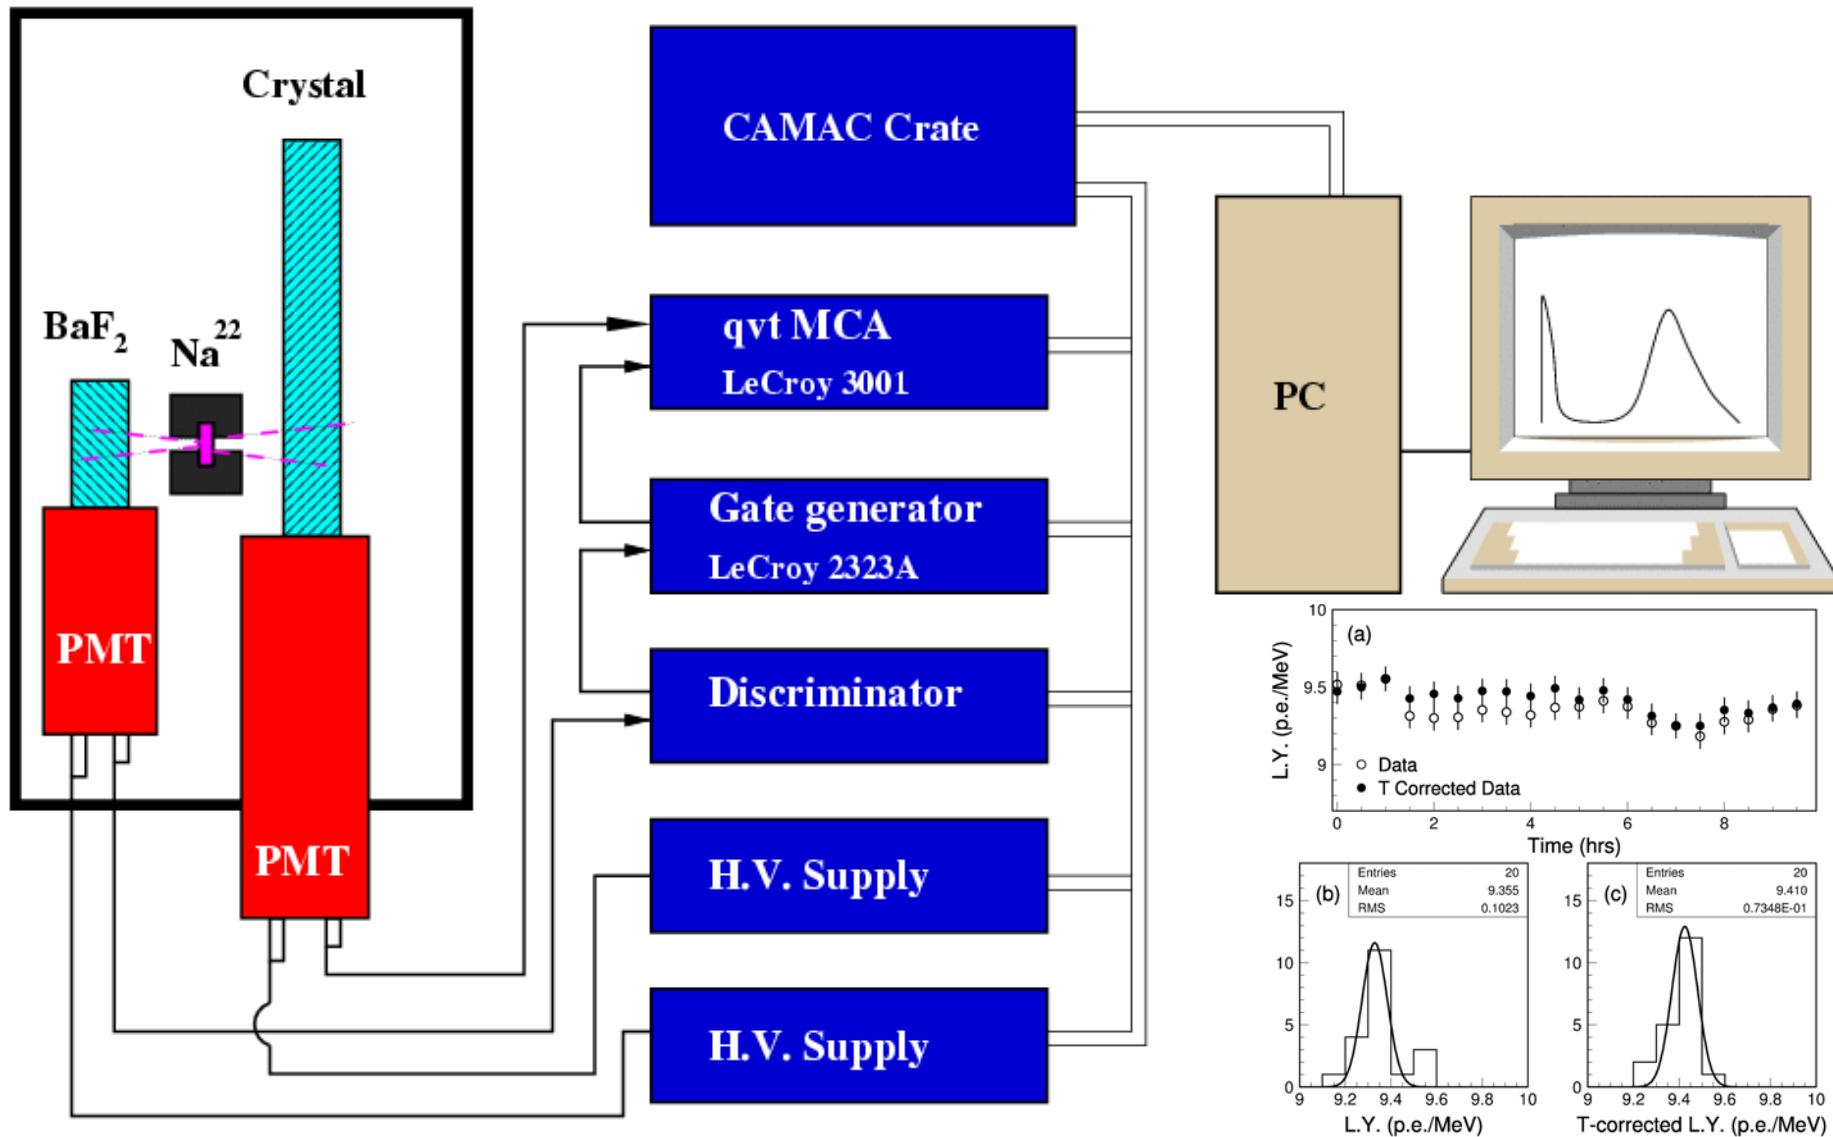 Crystal
BaF2
Na22
PMT
PMT
CAMAC Crate
qvt MCA
LeCroy 3001
Gate generator
LeCroy 2323A
Discriminator
H.V. Supply
H.V. Supply
PC
10
9.5
9
L.Y. (p.e./MeV)
(a)
Data
T Corrected Data
0 2 4 6 8
Time (hrs)
(b)
Entries 20
Mean 9.355
RMS 0.1023
15
10
5
0
9 9.2 9.4 9.6 9.8 10
L.Y. (p.e./MeV)
(c)
Entries 20
Mean 9.410
RMS 0.7348E-01
15
10
5
0
9 9.2 9.4 9.6 9.8 10
T-corrected L.Y. (p.e./MeV)